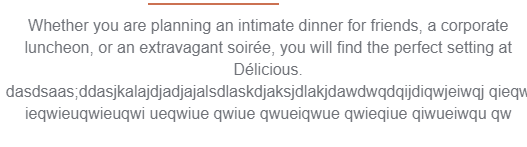 Whether you are planning an intimate dinner for friends, a corporate
luncheon, or an extravagant soirée, you will find the perfect setting at
Délicious.
dasdsaas;ddasjkalajdjadjajalsdlaskdjaksjdlakjdawdwqdqijdiqwjeiwqj qieqw
ieqwieuqwieuqwi ueqwiue qwiue qwueiqwue qwieqiue qiwueiwqu qw